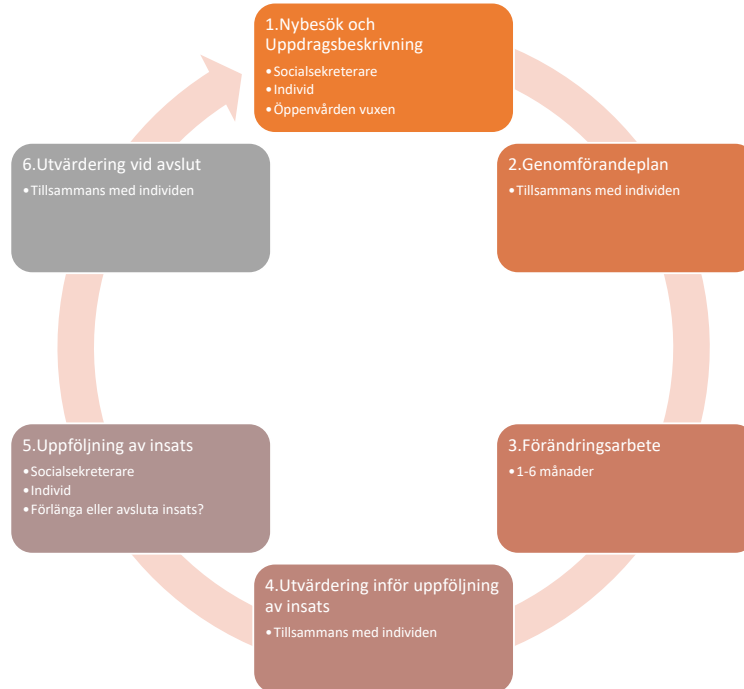 1.Nybesök och
Uppdragsbeskrivning
•Socialsekreterare
•Individ
•Öppenvården vuxen
2.Genomförandeplan
•Tillsammans med individen
3.Förändringsarbete
•1-6 månader
4.Utvärdering inför uppföljning
av insats
•Tillsammans med individen
5.Uppföljning av insats
•Socialsekreterare
•Individ
•Förlänga eller avsluta insats?
6.Utvärdering vid avslut
•Tillsammans med individen